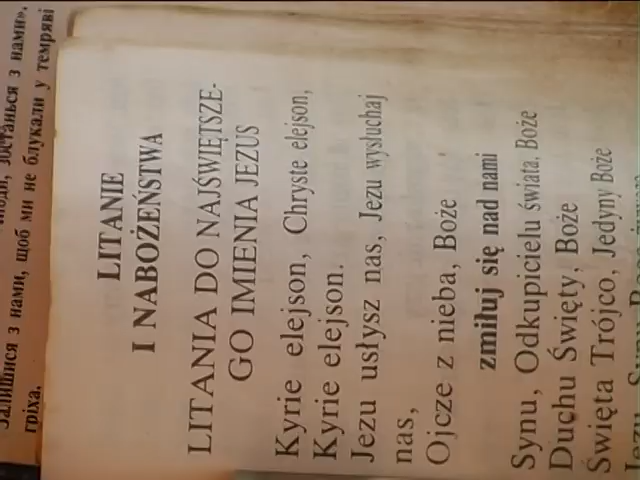 Залишися з нами, щоб ми не блукали у темряві
гріха.
LITANIE
I NABOŻEŃSTWA
LITANIA DO NAJŚWIĘTSZE-
GO IMIENIA JEZUS
Kyrie elejson, Chryste elejson,
Kyrie elejson.
Jezu usłysz nas, Jezu wysłuchaj
nas,
Ojcze z nieba, Boże
zmiłuj się nad nami
Synu, Odkupicielu świata, Boże
Duchu Święty, Boże
Święta Trójco, Jedyny Boże